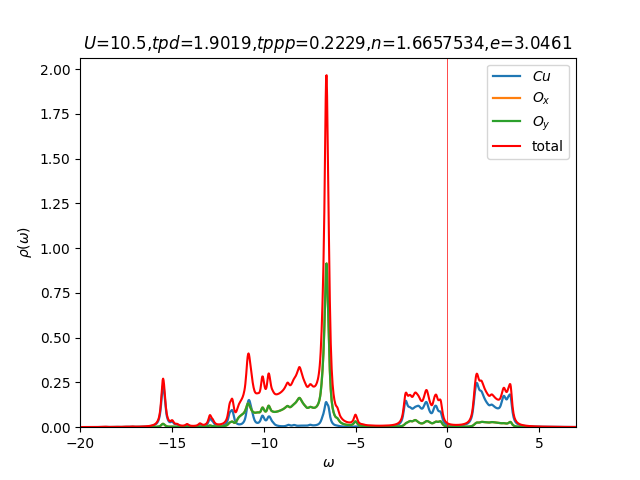 U=10.5,tpd=1.9019,tppp=0.2229,n=1.6657534,e=3.0461
2.00
1.75
1.50
1.25
1.00
0.75
0.50
0.25
0.00
ρ(ω)
Cu
Oₓ
O_y
total
−20
−15
−10
−5
0
5
ω